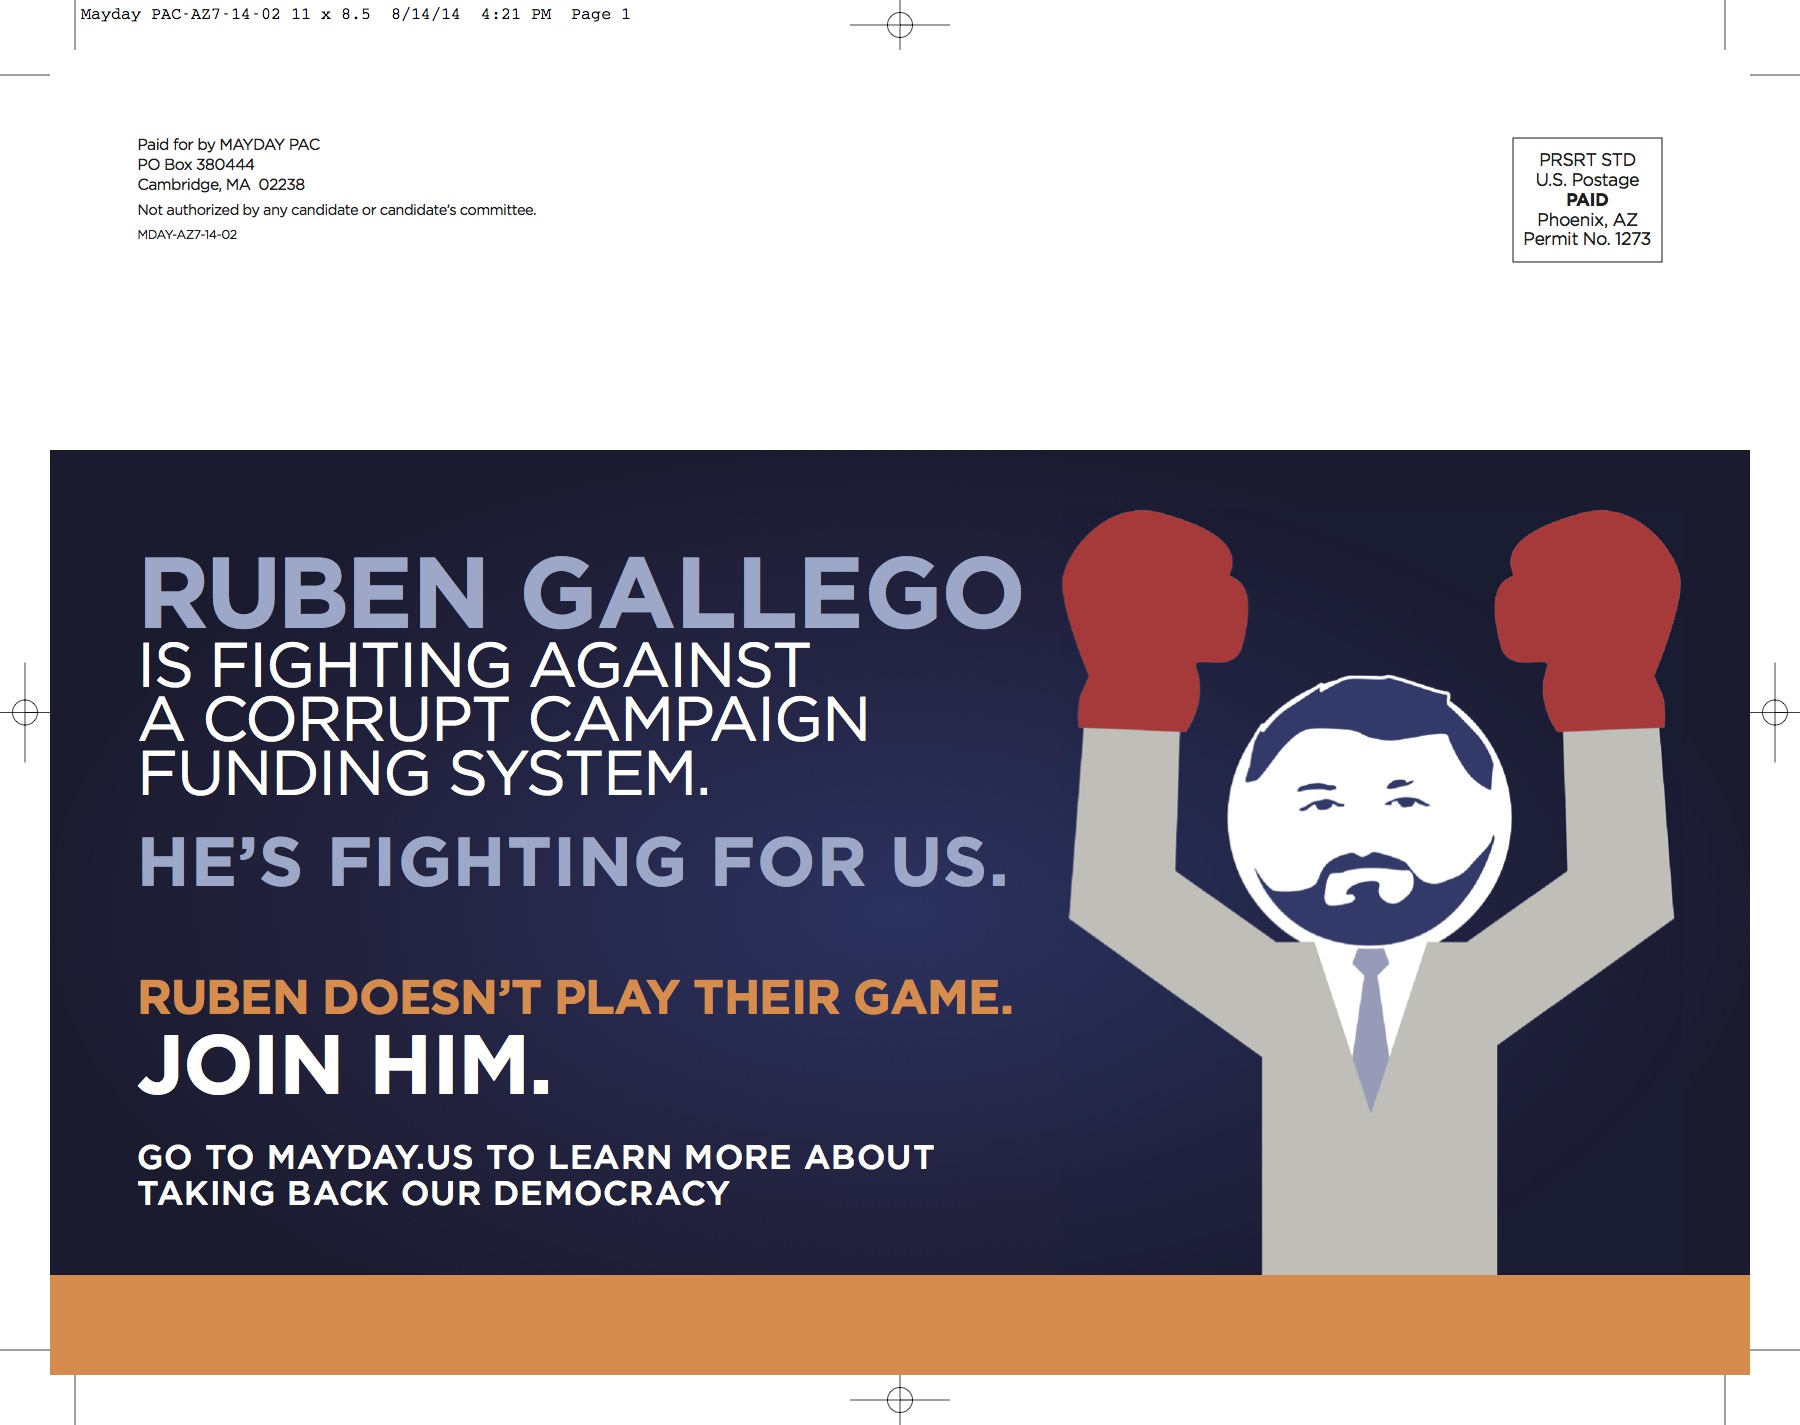 Mayday PAC-AZ7-14-02 11 x 8.5  8/14/14  4:21 PM  Page 1
Paid for by MAYDAY PAC
PO Box 380444
Cambridge, MA  02238
Not authorized by any candidate or candidate's committee.
MDAY-AZ7-14-02
PRSRT STD
U.S. Postage
PAID
Phoenix, AZ
Permit No. 1273
RUBEN GALLEGO
IS FIGHTING AGAINST
A CORRUPT CAMPAIGN
FUNDING SYSTEM.
HE'S FIGHTING FOR US.
RUBEN DOESN'T PLAY THEIR GAME.
JOIN HIM.
GO TO MAYDAY.US TO LEARN MORE ABOUT
TAKING BACK OUR DEMOCRACY